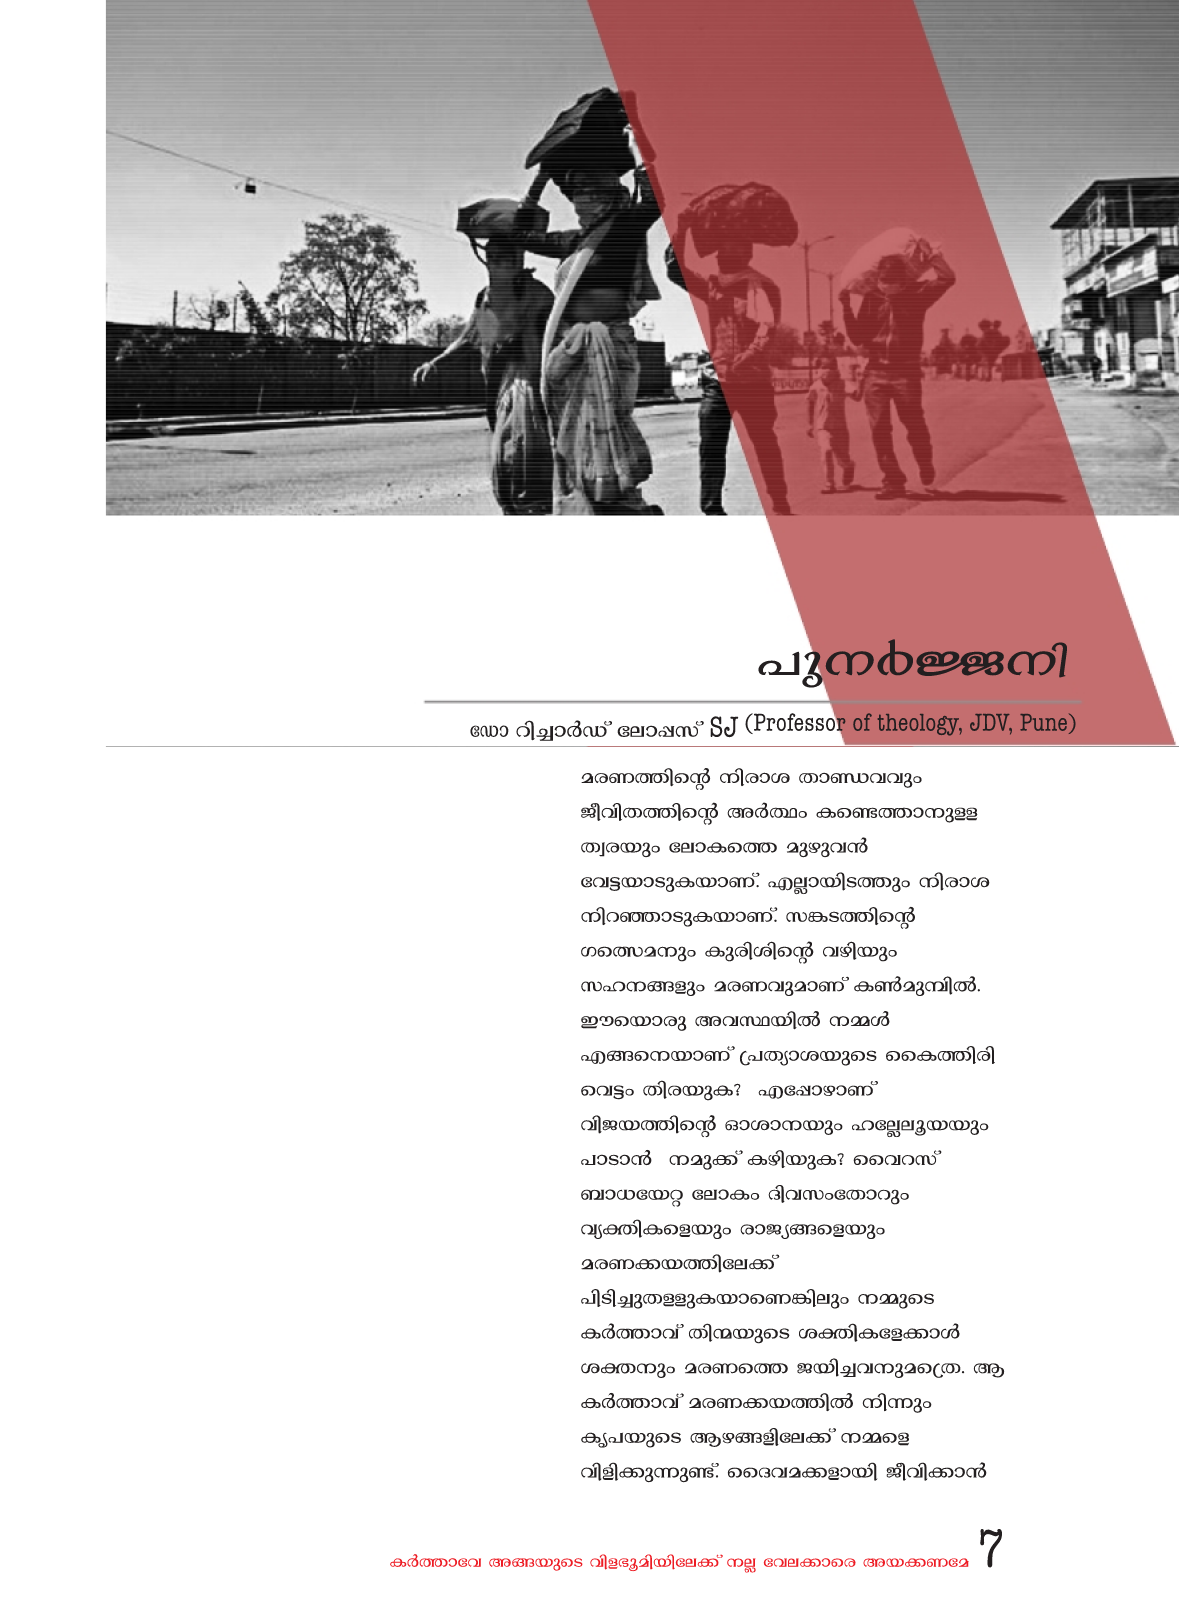 പുനർജ്ജനി
ഡോ റിച്ചാർഡ് ലോപ്പസ് SJ (Professor of theology, JDV, Pune)
മരണത്തിന്റെ നിരാശ താണ്ഡവവും
ജീവിതത്തിന്റെ അർത്ഥം കണ്ടെത്താനുളള
ത്വരയും ലോകത്തെ മുഴുവൻ
വേട്ടയാടുകയാണ്. എല്ലായിടത്തും നിരാശ
നിറഞ്ഞാടുകയാണ്. സങ്കടത്തിന്റെ
ഗത്സെമനും കുരിശിന്റെ വഴിയും
സഹനങ്ങളും മരണവുമാണ് കൺമുമ്പിൽ.
ഈയൊരു അവസ്ഥയിൽ നമ്മൾ
എങ്ങനെയാണ് പ്രത്യാശയുടെ കൈത്തിരി
വെട്ടം തിരയുക? എപ്പോഴാണ്
വിജയത്തിന്റെ ഓശാനയും ഹല്ലേലൂയയും
പാടാൻ നമുക്ക് കഴിയുക? വൈറസ്
ബാധയേറ്റ ലോകം ദിവസംതോറും
വ്യക്തികളെയും രാജ്യങ്ങളെയും
മരണക്കയത്തിലേക്ക്
പിടിച്ചുതളളുകയാണെങ്കിലും നമ്മുടെ
കർത്താവ് തിന്മയുടെ ശക്തികളേക്കാൾ
ശക്തനും മരണത്തെ ജയിച്ചവനുമത്രെ. ആ
കർത്താവ് മരണക്കയത്തിൽ നിന്നും
കൃപയുടെ ആഴങ്ങളിലേക്ക് നമ്മളെ
വിളിക്കുന്നുണ്ട്. ദൈവമക്കളായി ജീവിക്കാൻ
കർത്താവേ അങ്ങയുടെ വിളഭൂമിയിലേക്ക് നല്ല വേലക്കാരെ അയക്കണമേ 7